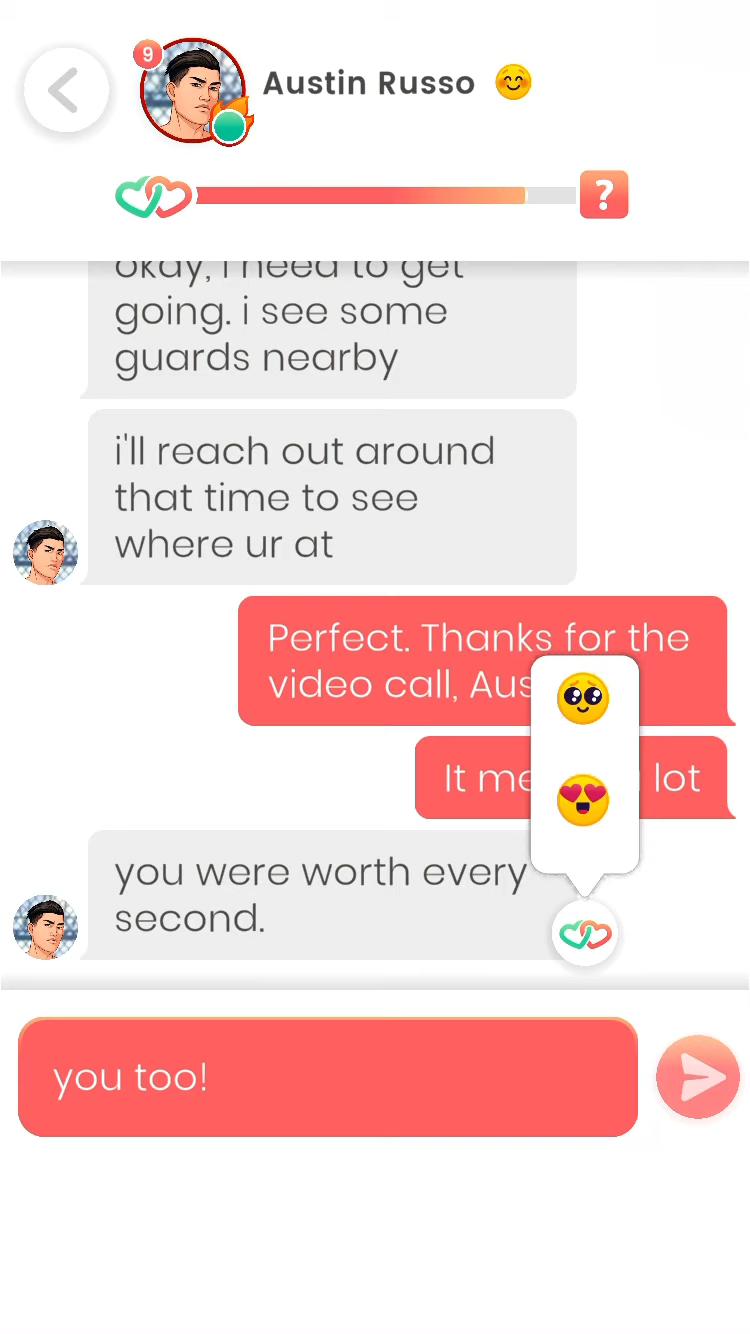 9
Austin Russo
?
okay, i need to get
going. i see some
guards nearby
i'll reach out around
that time to see
where ur at
Perfect. Thanks for the
video call, Aus
It me lot
you were worth every
second.
you too!